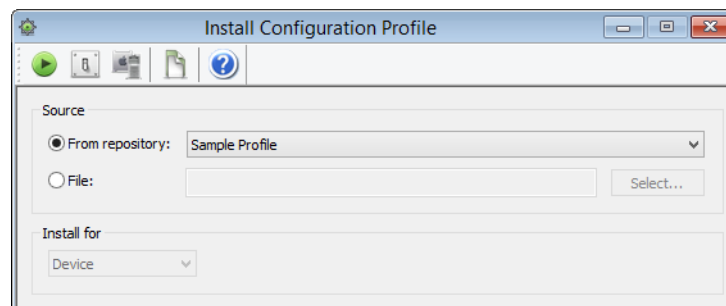 Install Configuration Profile
Source
From repository:
Sample Profile
File:
Select...
Install for
Device